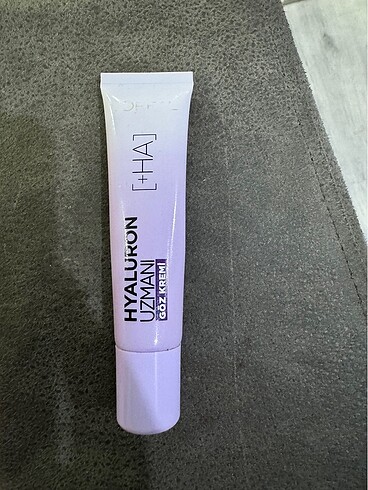 [+HA]
HYALURON
UZMANI
GÖZ KREMİ